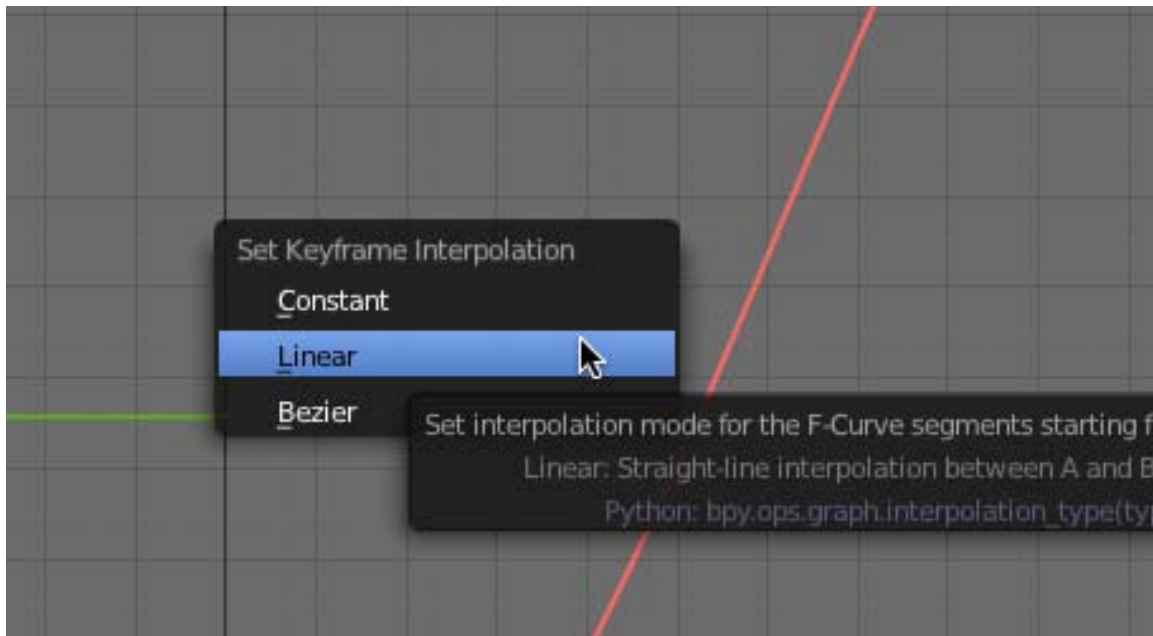 Set Keyframe Interpolation
Constant
Linear
Bezier
Set interpolation mode for the F-Curve segments starting f
Linear: Straight-line interpolation between A and B
Python: bpy.ops.graph.interpolation_type(typ